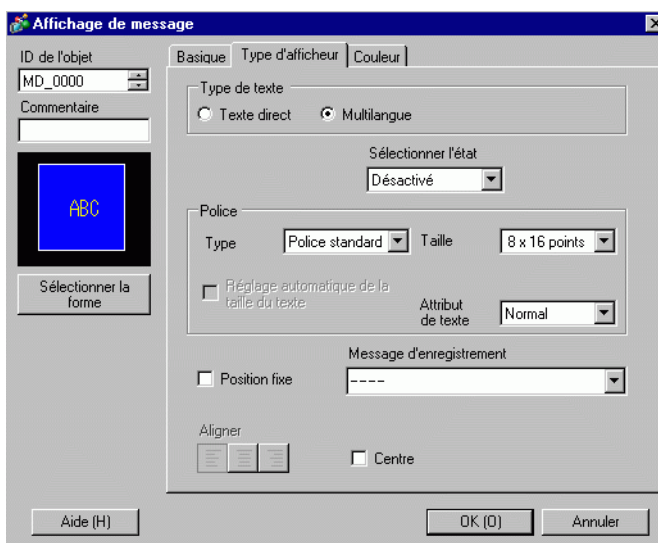 Affichage de message
ID de l'objet
MD_0000
Commentaire
ABC
Sélectionner la
forme
Basique
Type d'afficheur
Couleur
Type de texte
Texte direct
Multilangue
Sélectionner l'état
Désactivé
Police
Type
Police standard
Taille
8 x 16 points
Réglage automatique de la
taille du texte
Attribut
de texte
Normal
Message d'enregistrement
Position fixe
----
Aligner
Centre
Aide (H)
OK (O)
Annuler